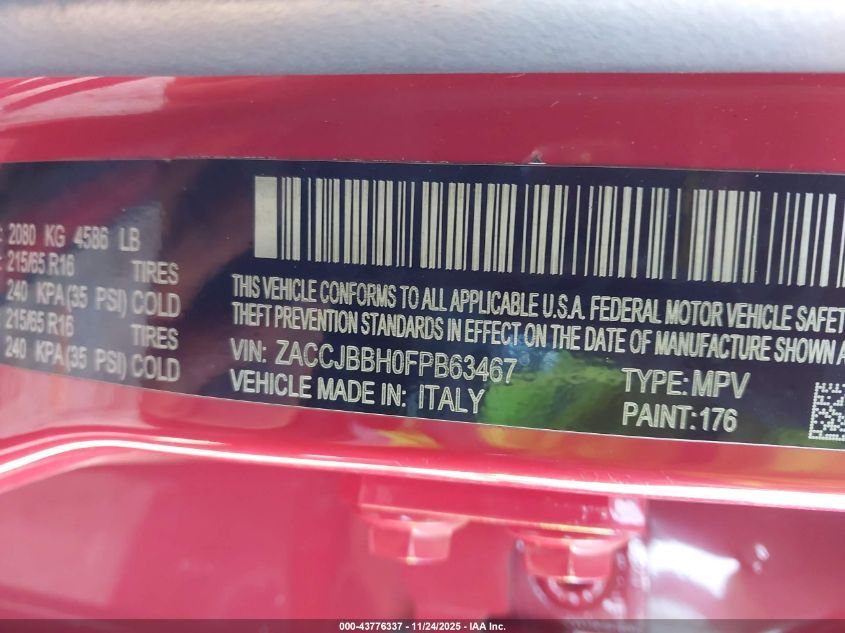 2080 KG 4586 LB
215/65 R16 TIRES
240 KPA(35 PSI) COLD
215/65 R16 TIRES
240 KPA(35 PSI) COLD
THIS VEHICLE CONFORMS TO ALL APPLICABLE U.S.A. FEDERAL MOTOR VEHICLE SAFET
THEFT PREVENTION STANDARDS IN EFFECT ON THE DATE OF MANUFACTURE SHOWN A
VIN: ZACCJBBH0FPB63467
TYPE: MPV
VEHICLE MADE IN: ITALY
PAINT: 176
000-43776337 - 11/24/2025 - IAA Inc.